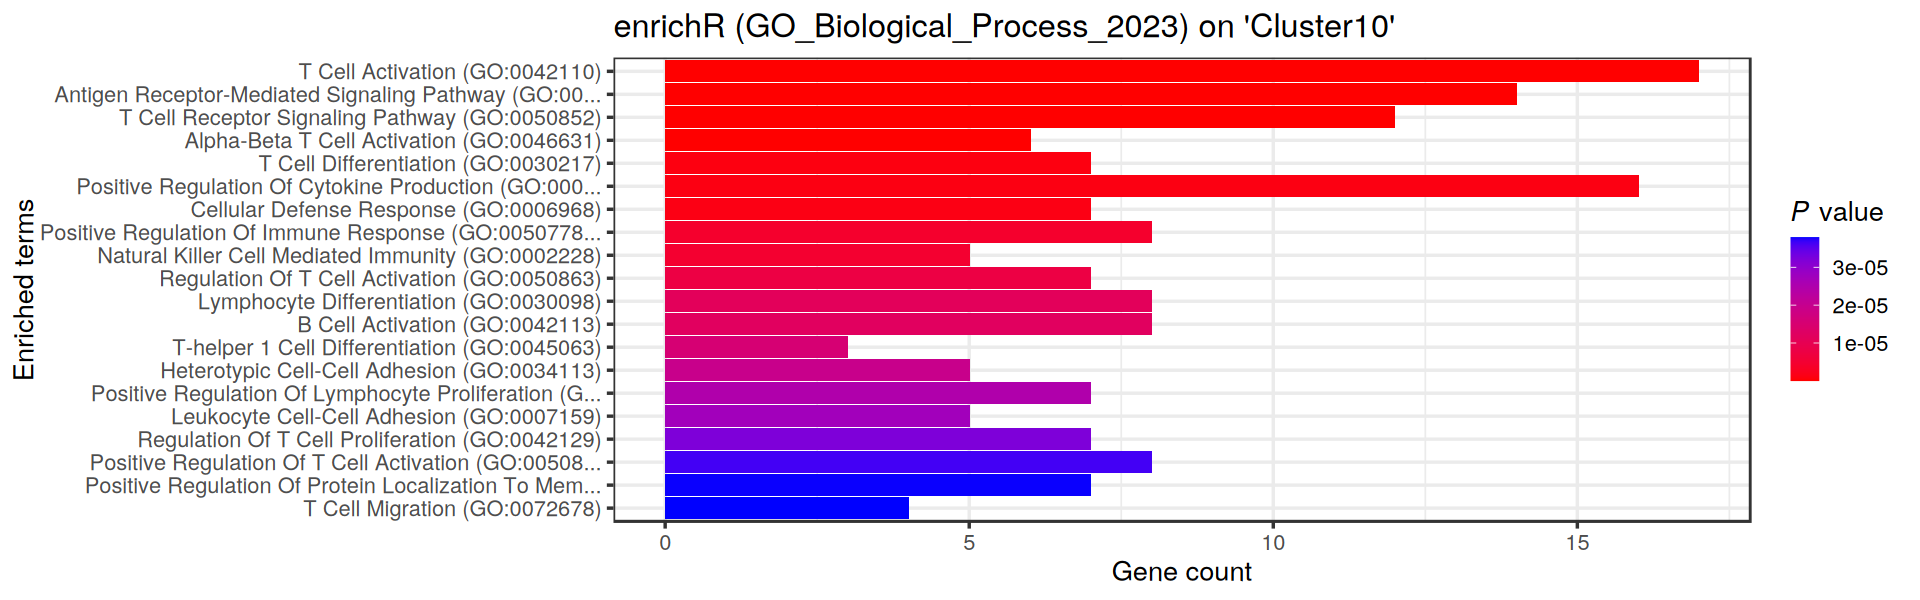 enrichR (GO_Biological_Process_2023) on 'Cluster10'
Enriched terms
T Cell Activation (GO:0042110)
Antigen Receptor-Mediated Signaling Pathway (GO:00...
T Cell Receptor Signaling Pathway (GO:0050852)
Alpha-Beta T Cell Activation (GO:0046631)
T Cell Differentiation (GO:0030217)
Positive Regulation Of Cytokine Production (GO:000...
Cellular Defense Response (GO:0006968)
Positive Regulation Of Immune Response (GO:0050778...
Natural Killer Cell Mediated Immunity (GO:0002228)
Regulation Of T Cell Activation (GO:0050863)
Lymphocyte Differentiation (GO:0030098)
B Cell Activation (GO:0042113)
T-helper 1 Cell Differentiation (GO:0045063)
Heterotypic Cell-Cell Adhesion (GO:0034113)
Positive Regulation Of Lymphocyte Proliferation (G...
Leukocyte Cell-Cell Adhesion (GO:0007159)
Regulation Of T Cell Proliferation (GO:0042129)
Positive Regulation Of T Cell Activation (GO:00508...
Positive Regulation Of Protein Localization To Mem...
T Cell Migration (GO:0072678)
0 5 10 15
Gene count
P value
3e-05
2e-05
1e-05